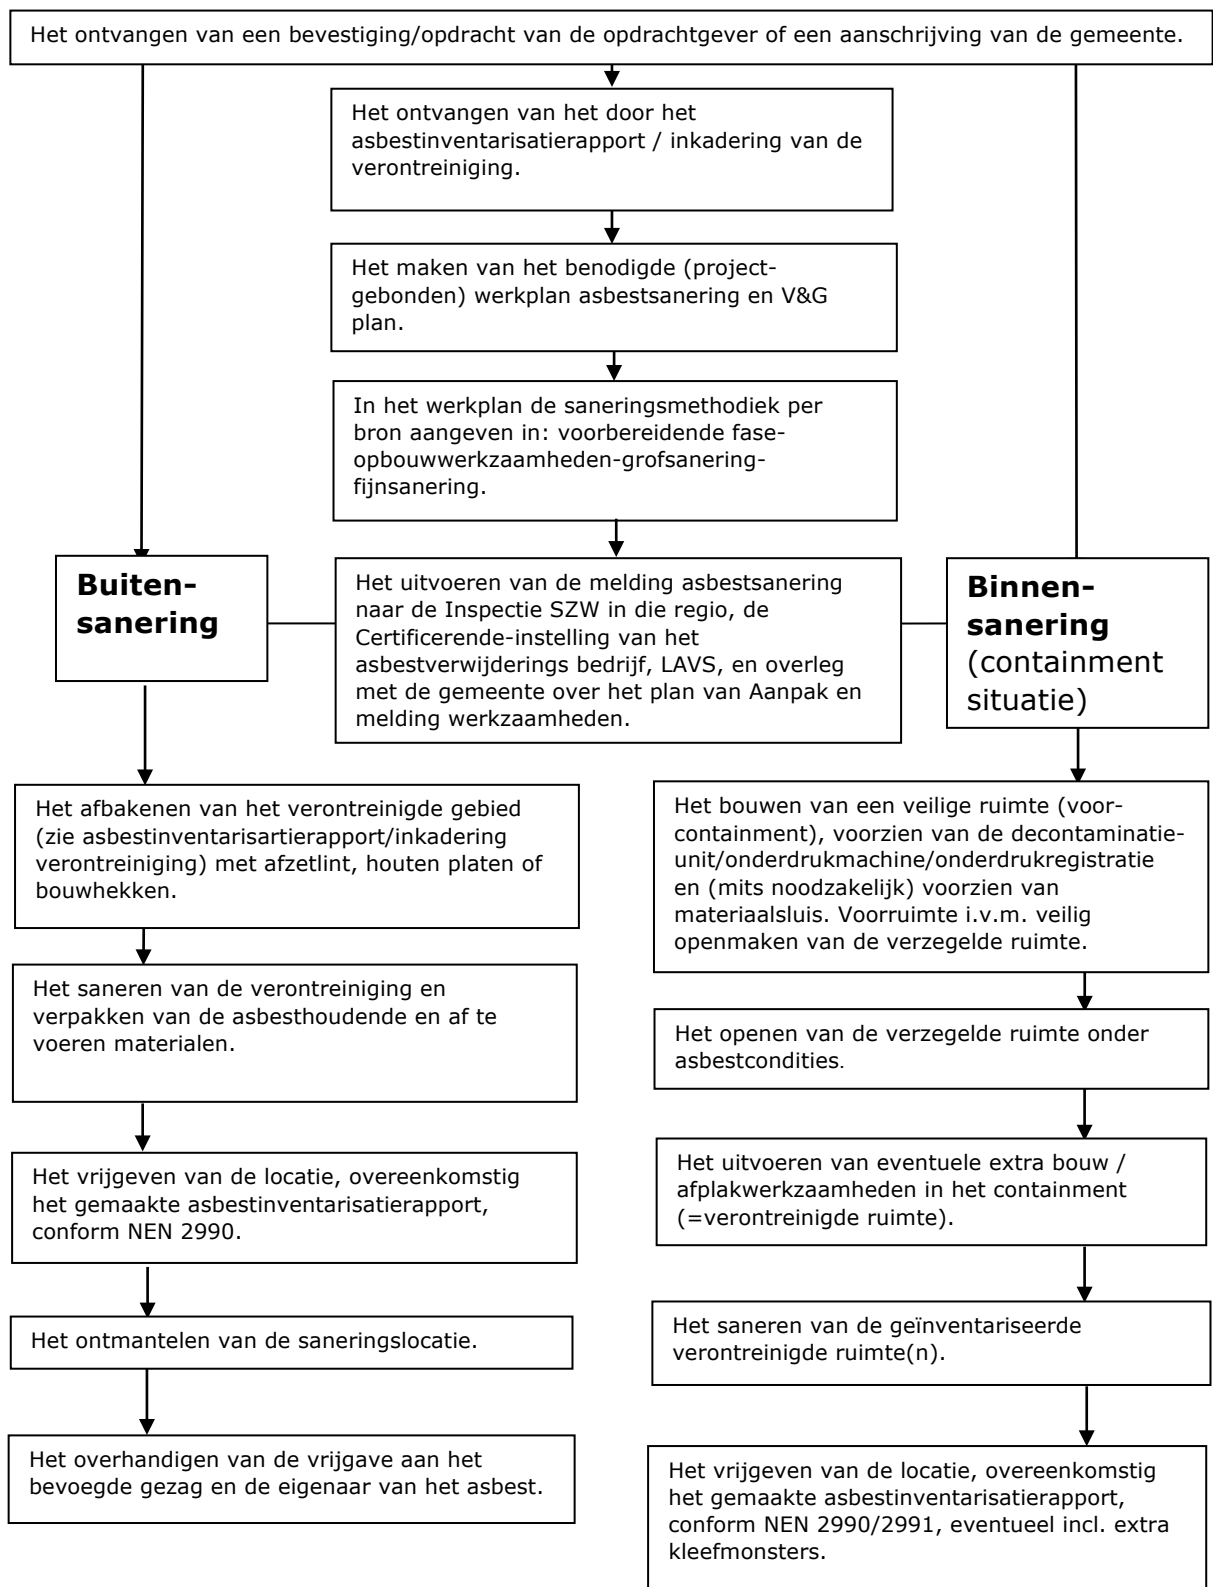 Het ontvangen van een bevestiging/opdracht van de opdrachtgever of een aanschrijving van de gemeente.
Het ontvangen van het door het
asbestinventarisatierapport / inkadering van de
verontreiniging.
Het maken van het benodigde (project-
gebonden) werkplan asbestsanering en V&G
plan.
In het werkplan de saneringsmethodiek per
bron aangeven in: voorbereidende fase-
opbouwwerkzaamheden-grofsanering-
fijnsanering.
Buiten-
sanering
Het uitvoeren van de melding asbestsanering
naar de Inspectie SZW in die regio, de
Certificerende-instelling van het
asbestverwijderings bedrijf, LAVS, en overleg
met de gemeente over het plan van Aanpak en
melding werkzaamheden.
Binnen-
sanering
(containment
situatie)
Het afbakenen van het verontreinigde gebied
(zie asbestinventarisartierapport/inkadering
verontreiniging) met afzetlint, houten platen of
bouwhekken.
Het saneren van de verontreiniging en
verpakken van de asbesthoudende en af te
voeren materialen.
Het vrijgeven van de locatie, overeenkomstig
het gemaakte asbestinventarisatierapport,
conform NEN 2990.
Het ontmantelen van de saneringslocatie.
Het overhandigen van de vrijgave aan het
bevoegde gezag en de eigenaar van het asbest.
Het bouwen van een veilige ruimte (voor-
containment), voorzien van de decontaminatie-
unit/onderdrukmachine/onderdrukregistratie
en (mits noodzakelijk) voorzien van
materiaalsluis. Voorruimte i.v.m. veilig
openmaken van de verzegelde ruimte.
Het openen van de verzegelde ruimte onder
asbestcondities.
Het uitvoeren van eventuele extra bouw /
afplakwerkzaamheden in het containment
(=verontreinigde ruimte).
Het saneren van de geïnventariseerde
verontreinigde ruimte(n).
Het vrijgeven van de locatie, overeenkomstig
het gemaakte asbestinventarisatierapport,
conform NEN 2990/2991, eventueel incl. extra
kleefmonsters.